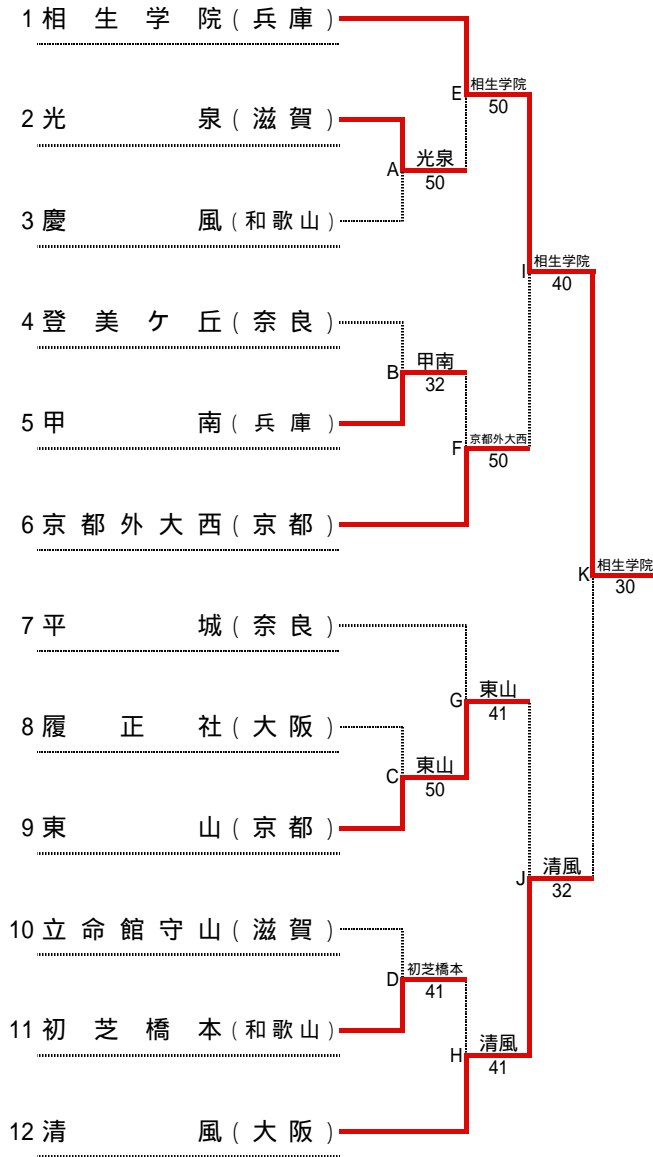 1 相生学院 (兵庫)
E 相生学院
50
2 光泉 (滋賀)
A 光泉
50
3 慶風 (和歌山)
I 相生学院
40
4 登美ケ丘 (奈良)
B 甲南
32
5 甲南 (兵庫)
F 京都外大西
50
6 京都外大西 (京都)
K 相生学院
30
7 平城 (奈良)
G 東山
41
8 履正社 (大阪)
C 東山
50
9 東山 (京都)
J 清風
32
10 立命館守山 (滋賀)
D 初芝橋本
41
11 初芝橋本 (和歌山)
H 清風
41
12 清風 (大阪)